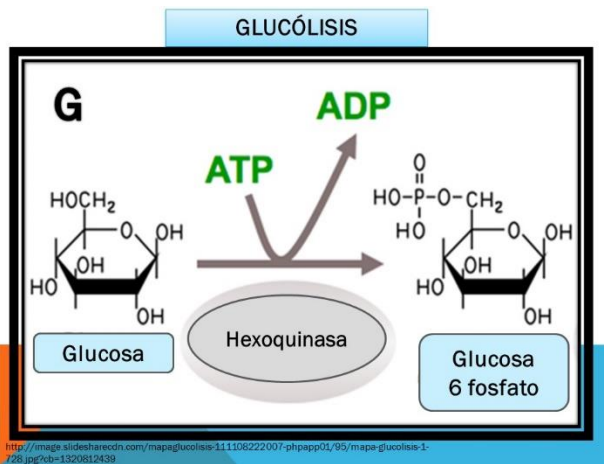 GLUCÓLISIS
G
ADP
ATP
HOCH2
O
OH
OH
HO
OH
O
HO-P-O-CH2
HO
O
OH
OH
HO
OH
Hexoquinasa
Glucosa
Glucosa
6 fosfato
http://image.slidesharecdn.com/mapaglucolisis-111108222007-phpapp01/95/mapa-glucolisis-1-
728.jpg?cb=1320812439